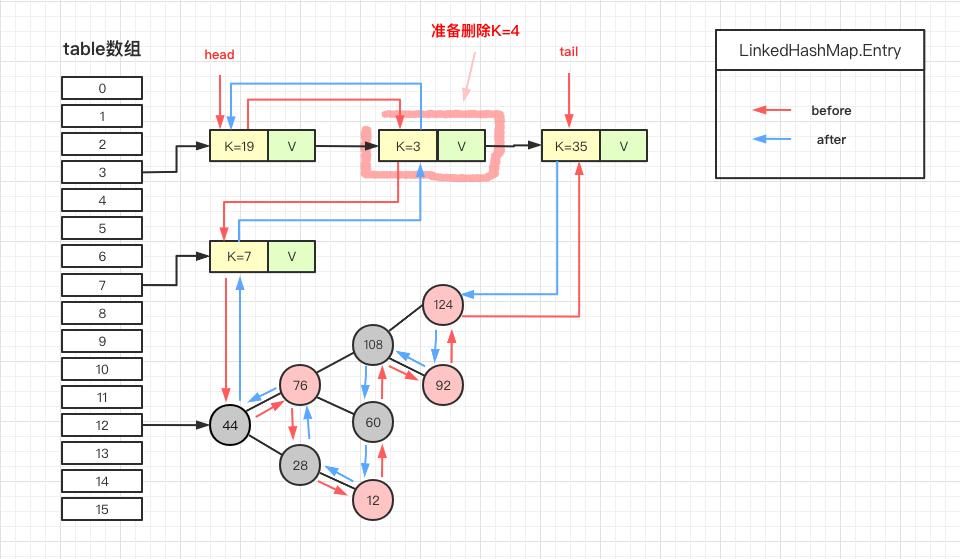 准备删除K=4
table数组
head
tail
LinkedHashMap.Entry
before
after
0
1
2
3
4
5
6
7
8
9
10
11
12
13
14
15
K=19 V
K=3 V
K=35 V
K=7 V
124
108
92
76
60
44
28
12